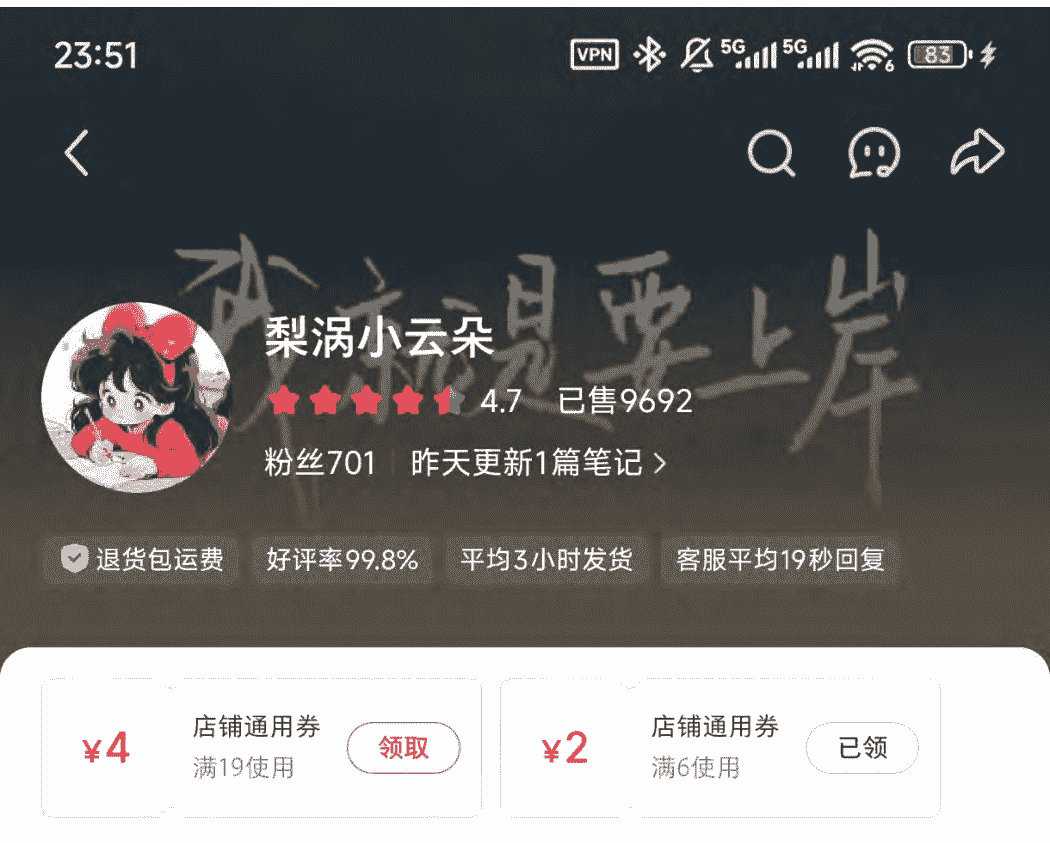 23:51 VPN 5G 5G 6 83
我就是要上岸
梨涡小云朵
4.7 已售9692
粉丝701 昨天更新1篇笔记
退货包运费 好评率99.8% 平均3小时发货 客服平均19秒回复
¥4 店铺通用券 满19使用 领取
¥2 店铺通用券 满6使用 已领